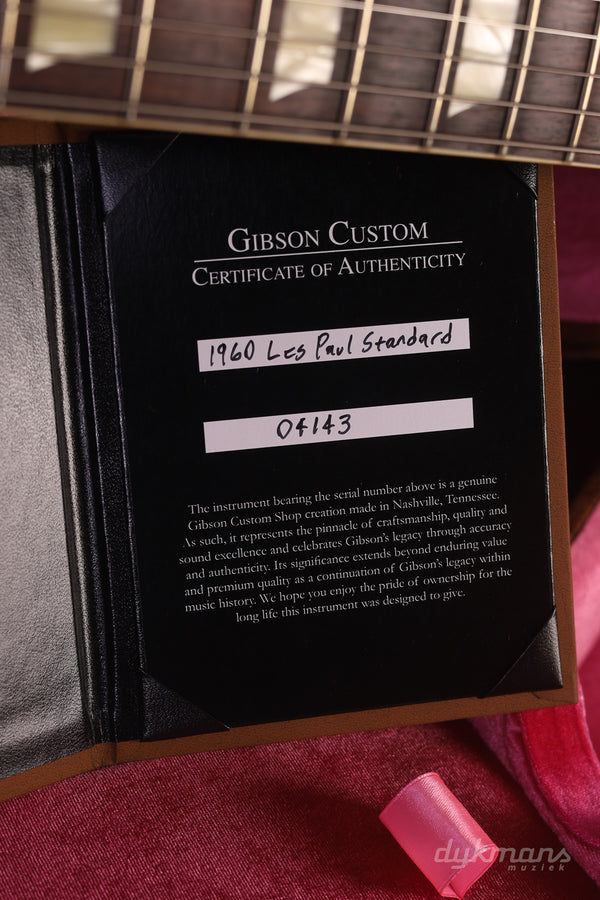 GIBSON CUSTOM
CERTIFICATE OF AUTHENTICITY
1960 Les Paul Standard
04143
The instrument bearing the serial number above is a genuine
Gibson Custom Shop creation made in Nashville, Tennessee.
As such, it represents the pinnacle of craftsmanship, quality and
sound excellence and celebrates Gibson's legacy through accuracy
and authenticity. Its significance extends beyond enduring value
and premium quality as a continuation of Gibson's legacy within
music history. We hope you enjoy the pride of ownership for the
long life this instrument was designed to give.
dykmans
muziek